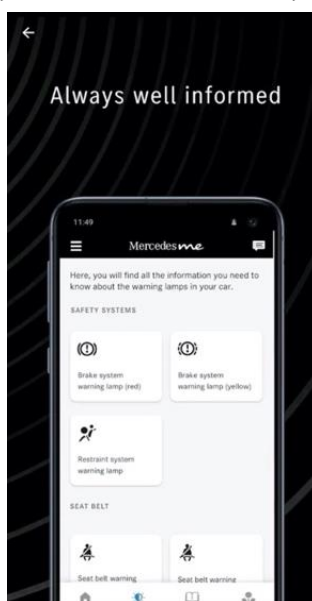 Always well informed
11:49
Mercedes me
Here, you will find all the information you need to
know about the warning lamps in your car.
SAFETY SYSTEMS
Brake system
warning lamp (red)
Brake system
warning lamp (yellow)
Restraint system
warning lamp
SEAT BELT
Seat belt warning
Seat belt warning